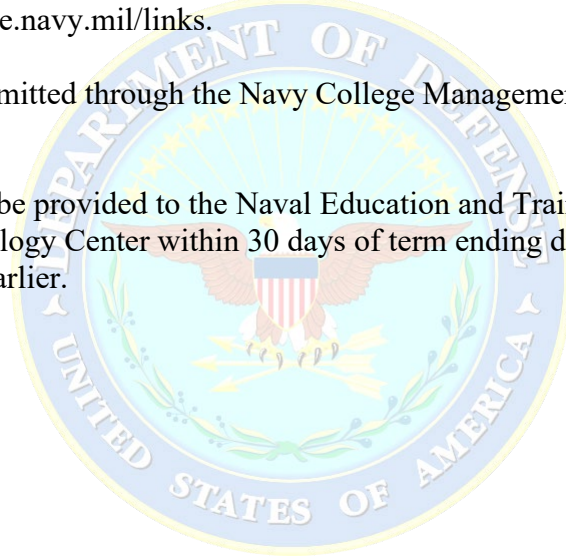 e.navy.mil/links.
mitted through the Navy College Managemen
be provided to the Naval Education and Trai
logy Center within 30 days of term ending d
arlier.
DEPARTMENT OF DEFENSE
UNITED STATES OF AMERICA